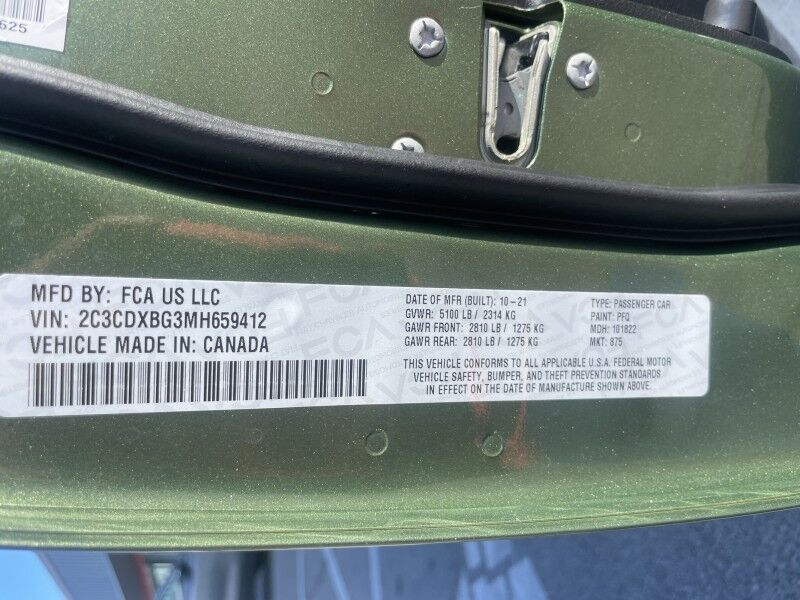 625
MFD BY: FCA US LLC
VIN: 2C3CDXBG3MH659412
VEHICLE MADE IN: CANADA
DATE OF MFR (BUILT): 10-21
GVWR: 5100 LB / 2314 KG
GAWR FRONT: 2810 LB / 1275 KG
GAWR REAR: 2810 LB / 1275 KG
TYPE: PASSENGER CAR
PAINT: PFQ
MDH: 101822
MKT: 875
THIS VEHICLE CONFORMS TO ALL APPLICABLE U.S.A. FEDERAL MOTOR
VEHICLE SAFETY, BUMPER, AND THEFT PREVENTION STANDARDS
IN EFFECT ON THE DATE OF MANUFACTURE SHOWN ABOVE.